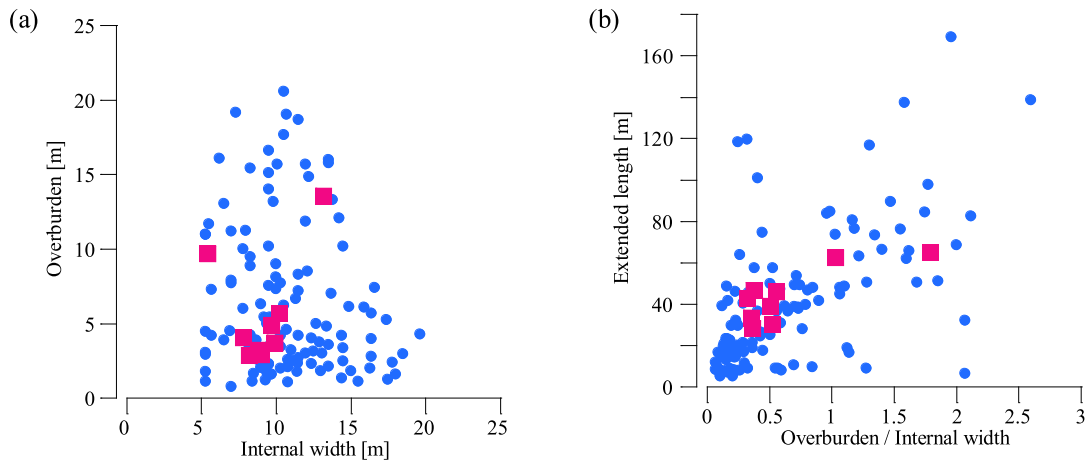 (a)
25
20
15
10
5
0
Overburden [m]
0 5 10 15 20 25
Internal width [m]
(b)
160
120
80
40
0
Extended length [m]
0 0.5 1 1.5 2 2.5 3
Overburden / Internal width